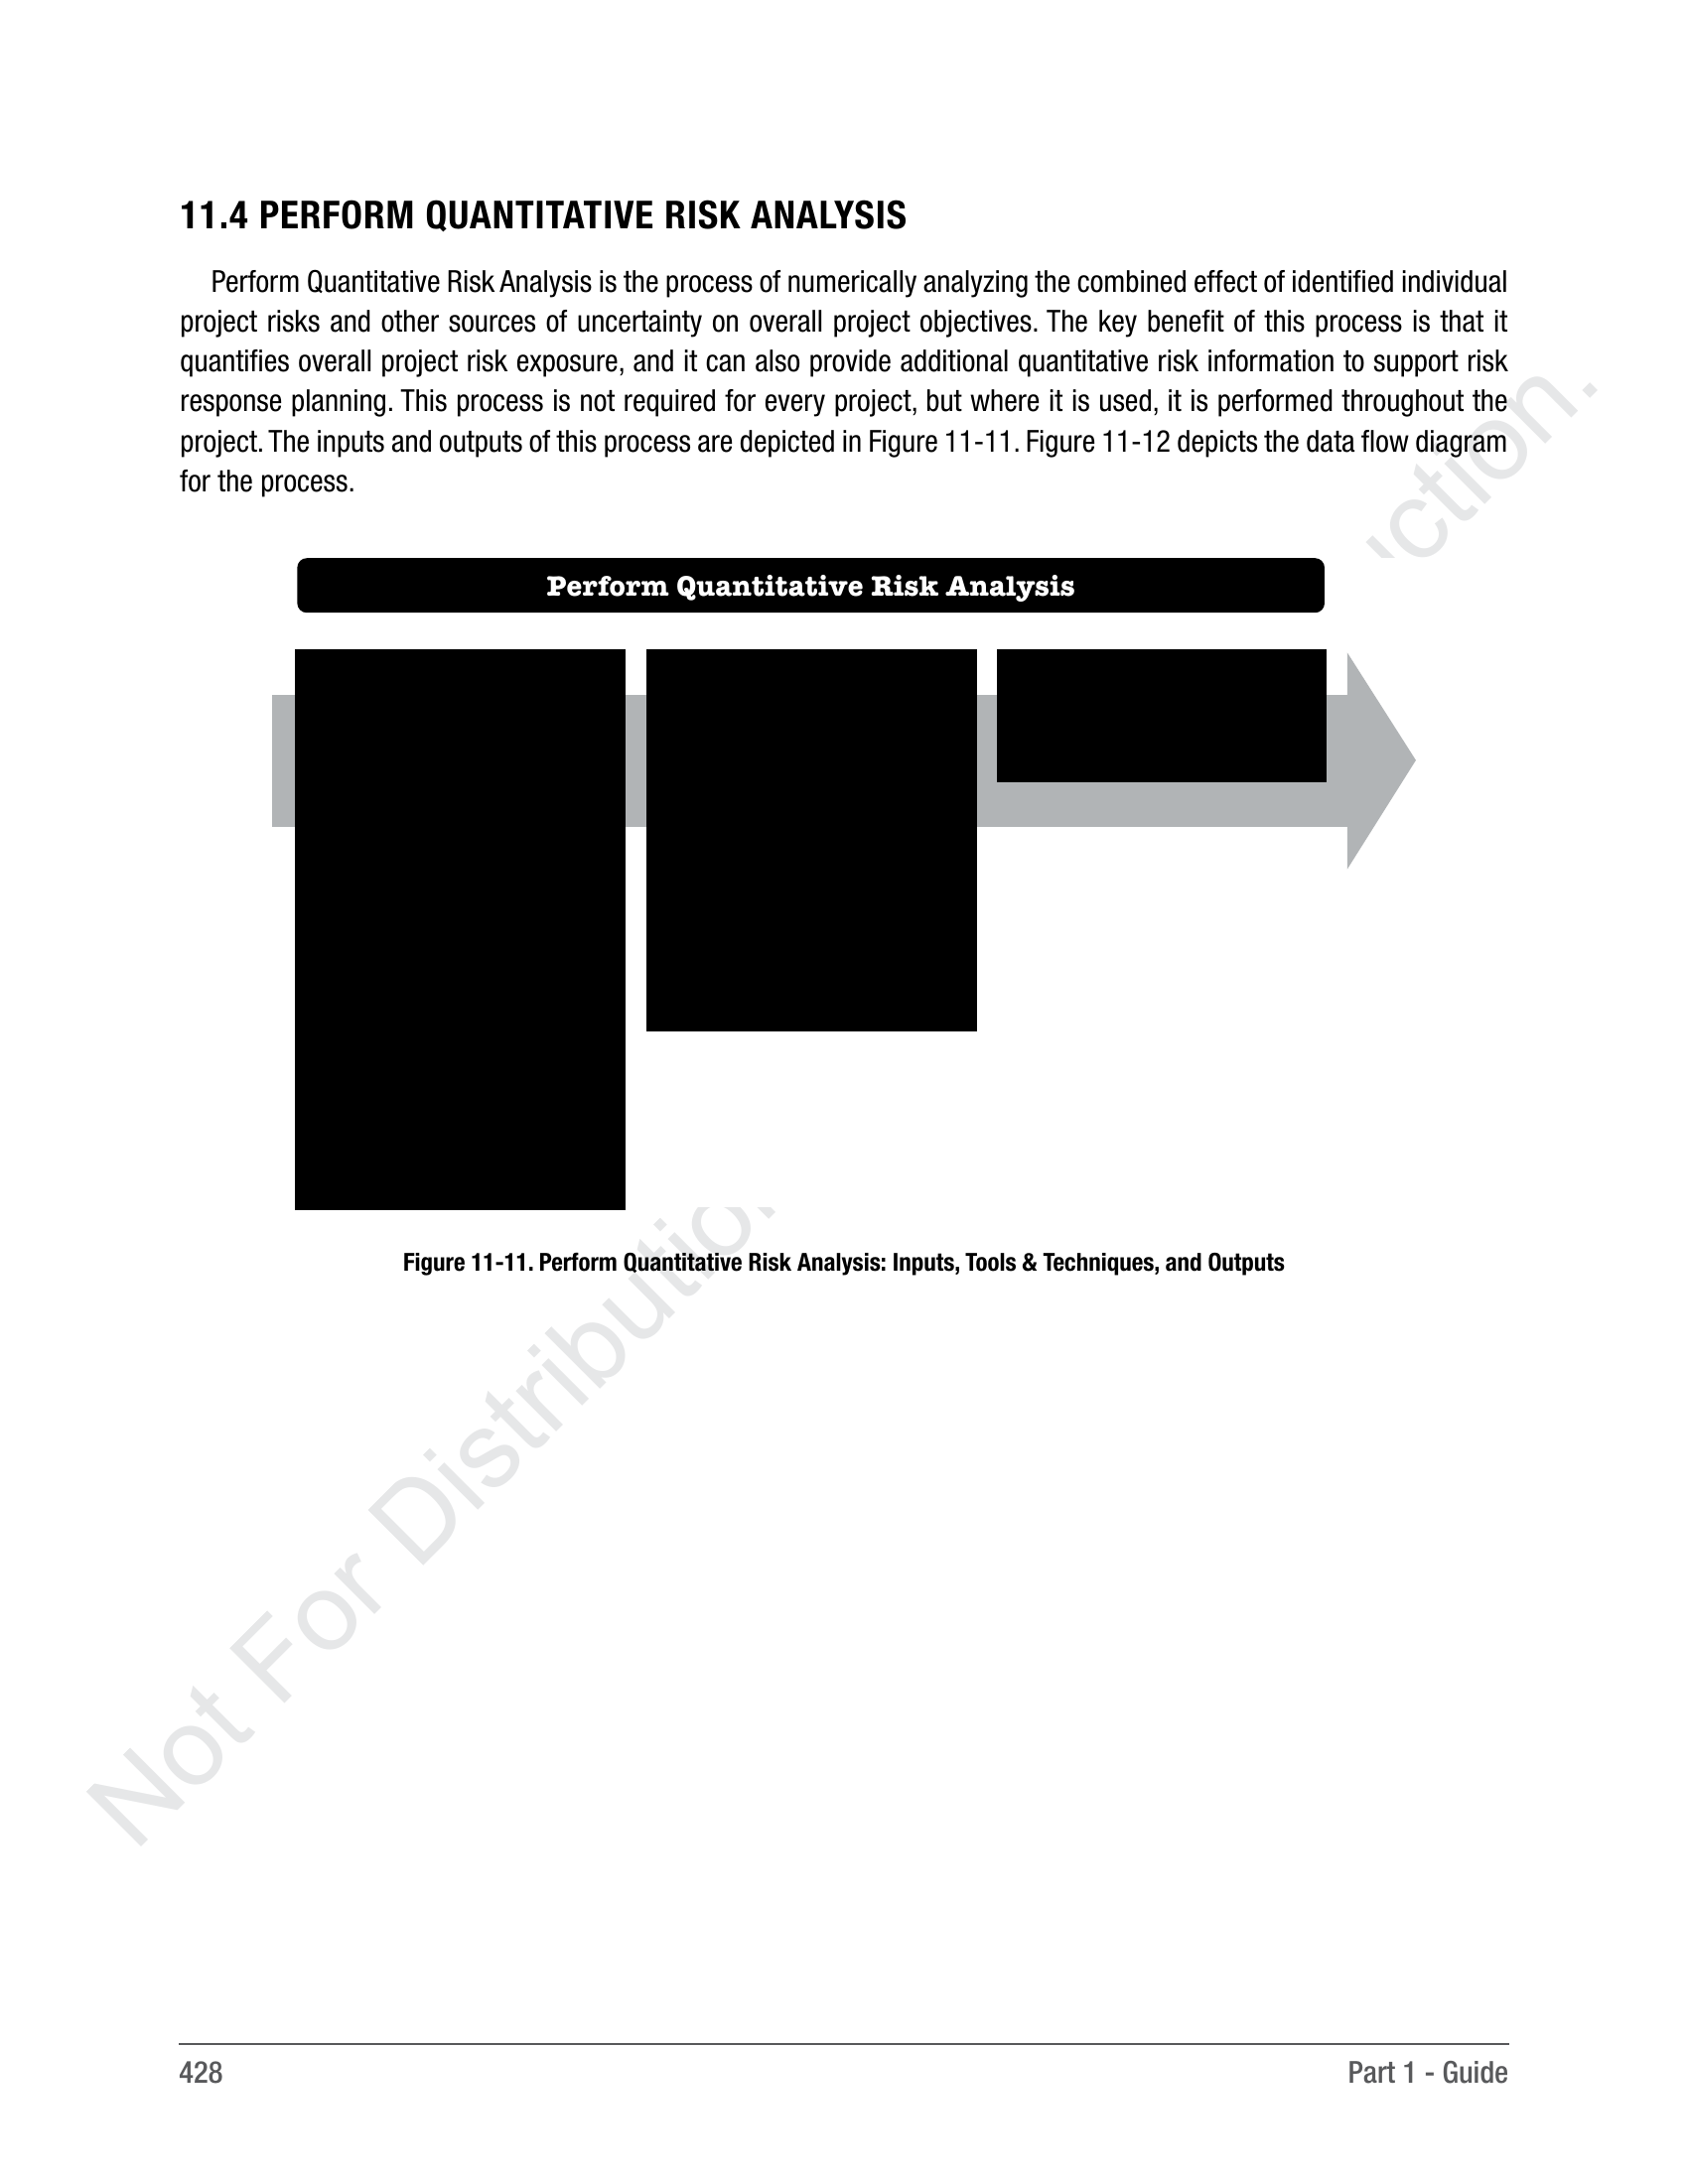 11.4 PERFORM QUANTITATIVE RISK ANALYSIS
Perform Quantitative Risk Analysis is the process of numerically analyzing the combined effect of identified individual
project risks and other sources of uncertainty on overall project objectives. The key benefit of this process is that it
quantifies overall project risk exposure, and it can also provide additional quantitative risk information to support risk
response planning. This process is not required for every project, but where it is used, it is performed throughout the
project. The inputs and outputs of this process are depicted in Figure 11-11. Figure 11-12 depicts the data flow diagram
for the process.
Perform Quantitative Risk Analysis
Figure 11-11. Perform Quantitative Risk Analysis: Inputs, Tools & Techniques, and Outputs
Not For
428
Part 1 - Guide